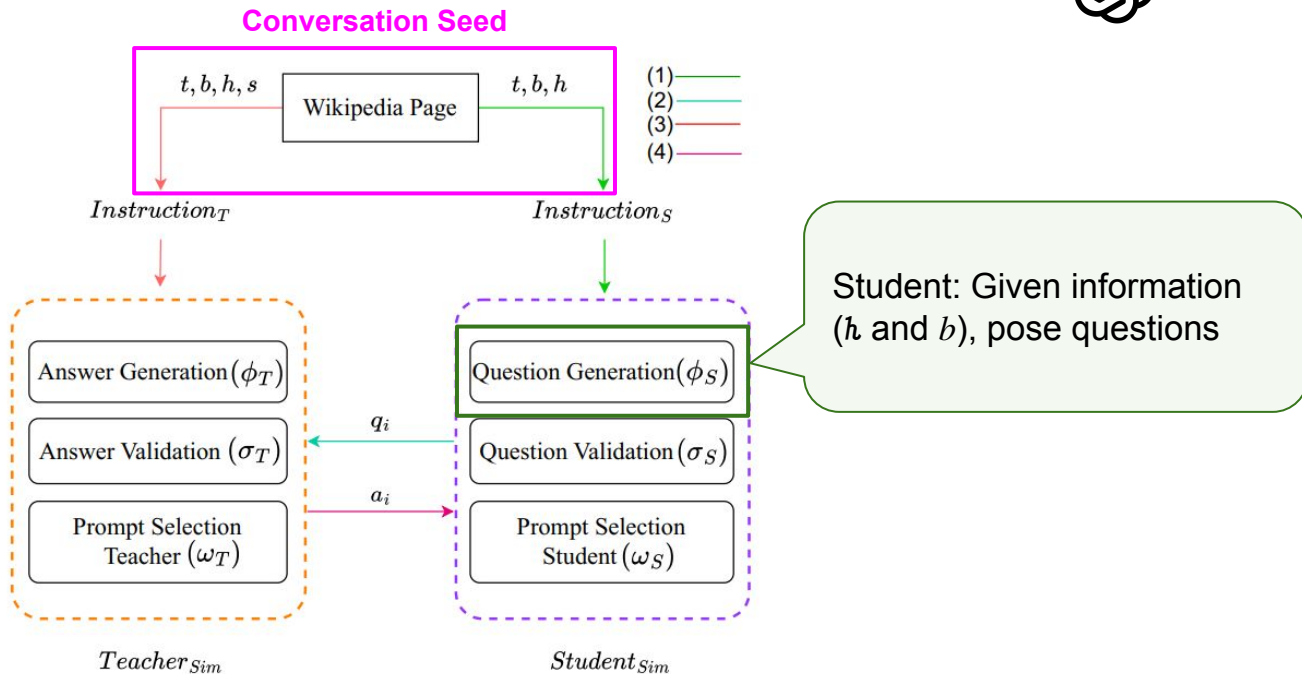 Conversation Seed
t, b, h, s
Wikipedia Page
t, b, h
(1)
(2)
(3)
(4)
Instruction_T
Instruction_S
Student: Given information
(h and b), pose questions
Answer Generation(ϕ_T)
Answer Validation (σ_T)
Prompt Selection
Teacher (ω_T)
q_i
a_i
Question Generation(ϕ_S)
Question Validation(σ_S)
Prompt Selection
Student(ω_S)
Teacher_Sim
Student_Sim